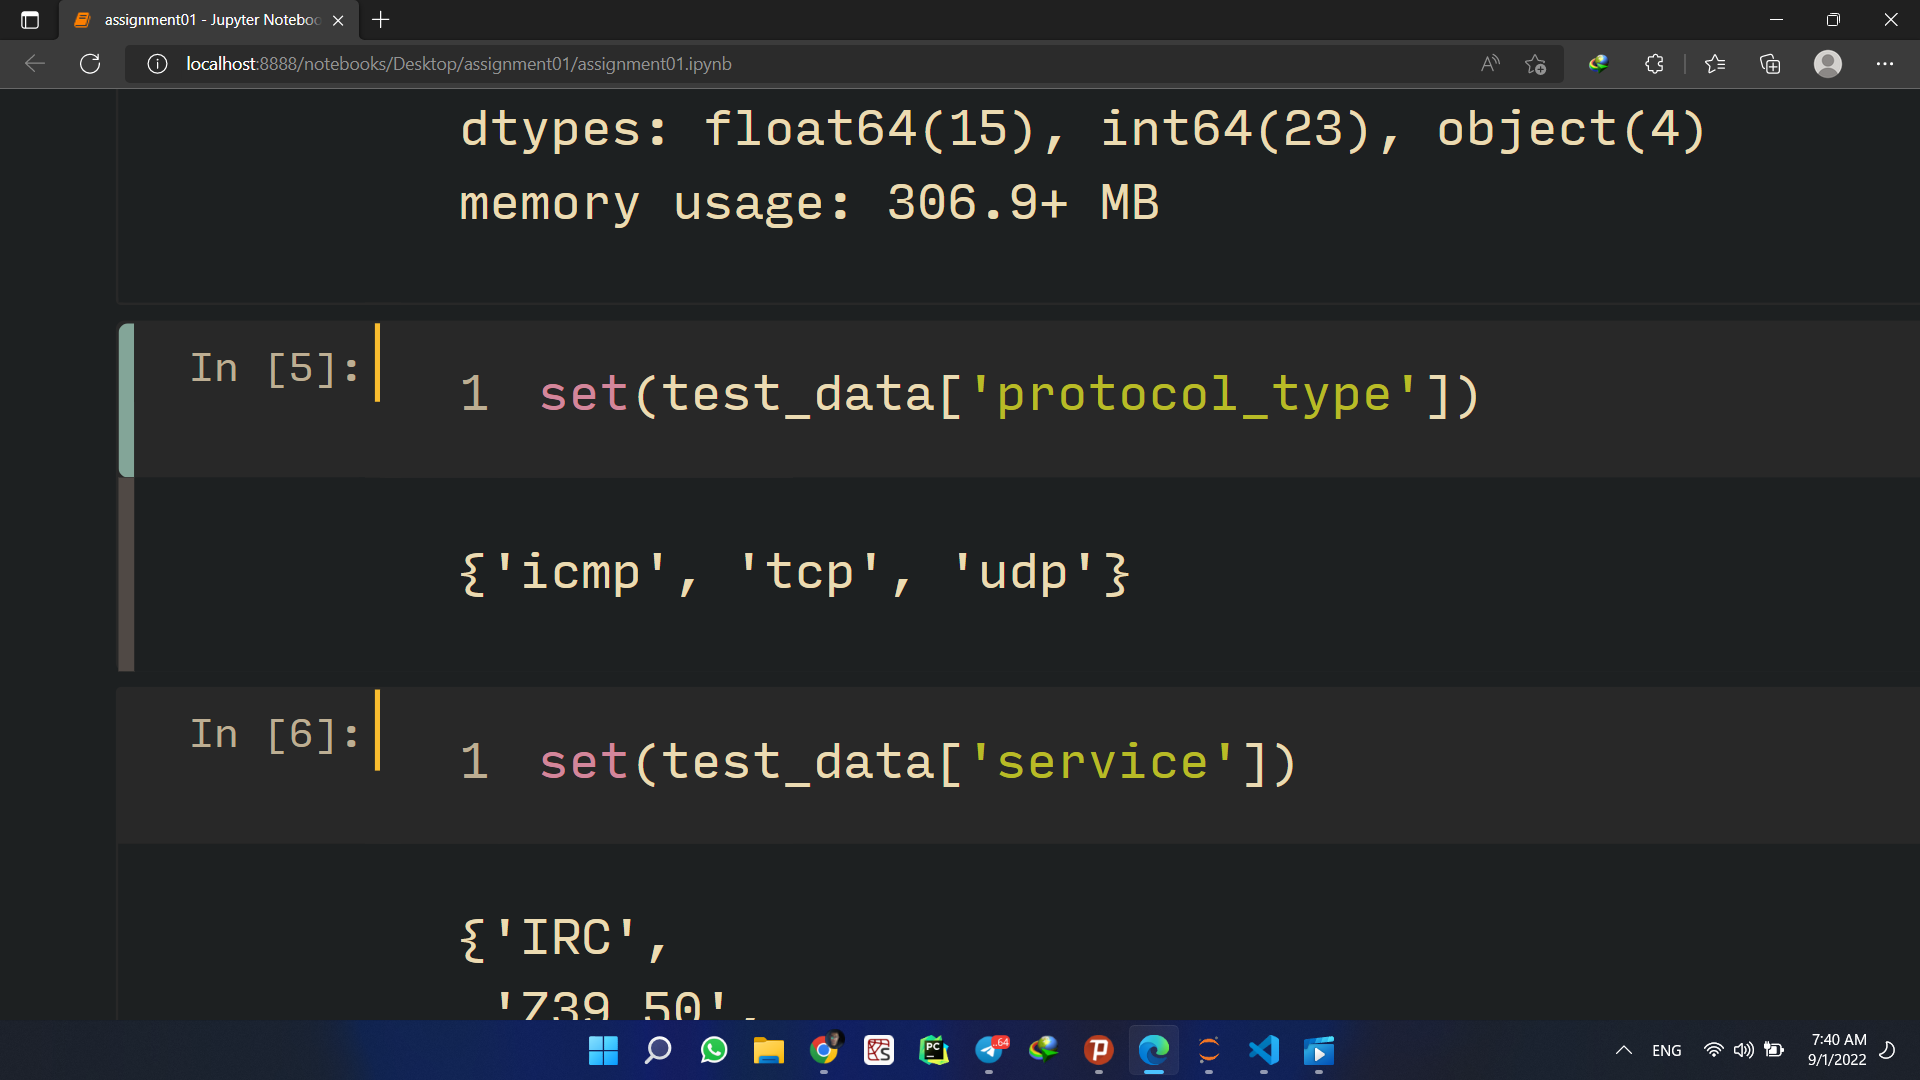 assignment01 - Jupyter Noteboo
localhost:8888/notebooks/Desktop/assignment01/assignment01.ipynb
dtypes: float64(15), int64(23), object(4)
memory usage: 306.9+ MB
In [5]:
1 set(test_data['protocol_type'])
{'icmp', 'tcp', 'udp'}
In [6]:
1 set(test_data['service'])
{'IRC',
'Z39_50',
PC
.64
ENG
7:40 AM
9/1/2022